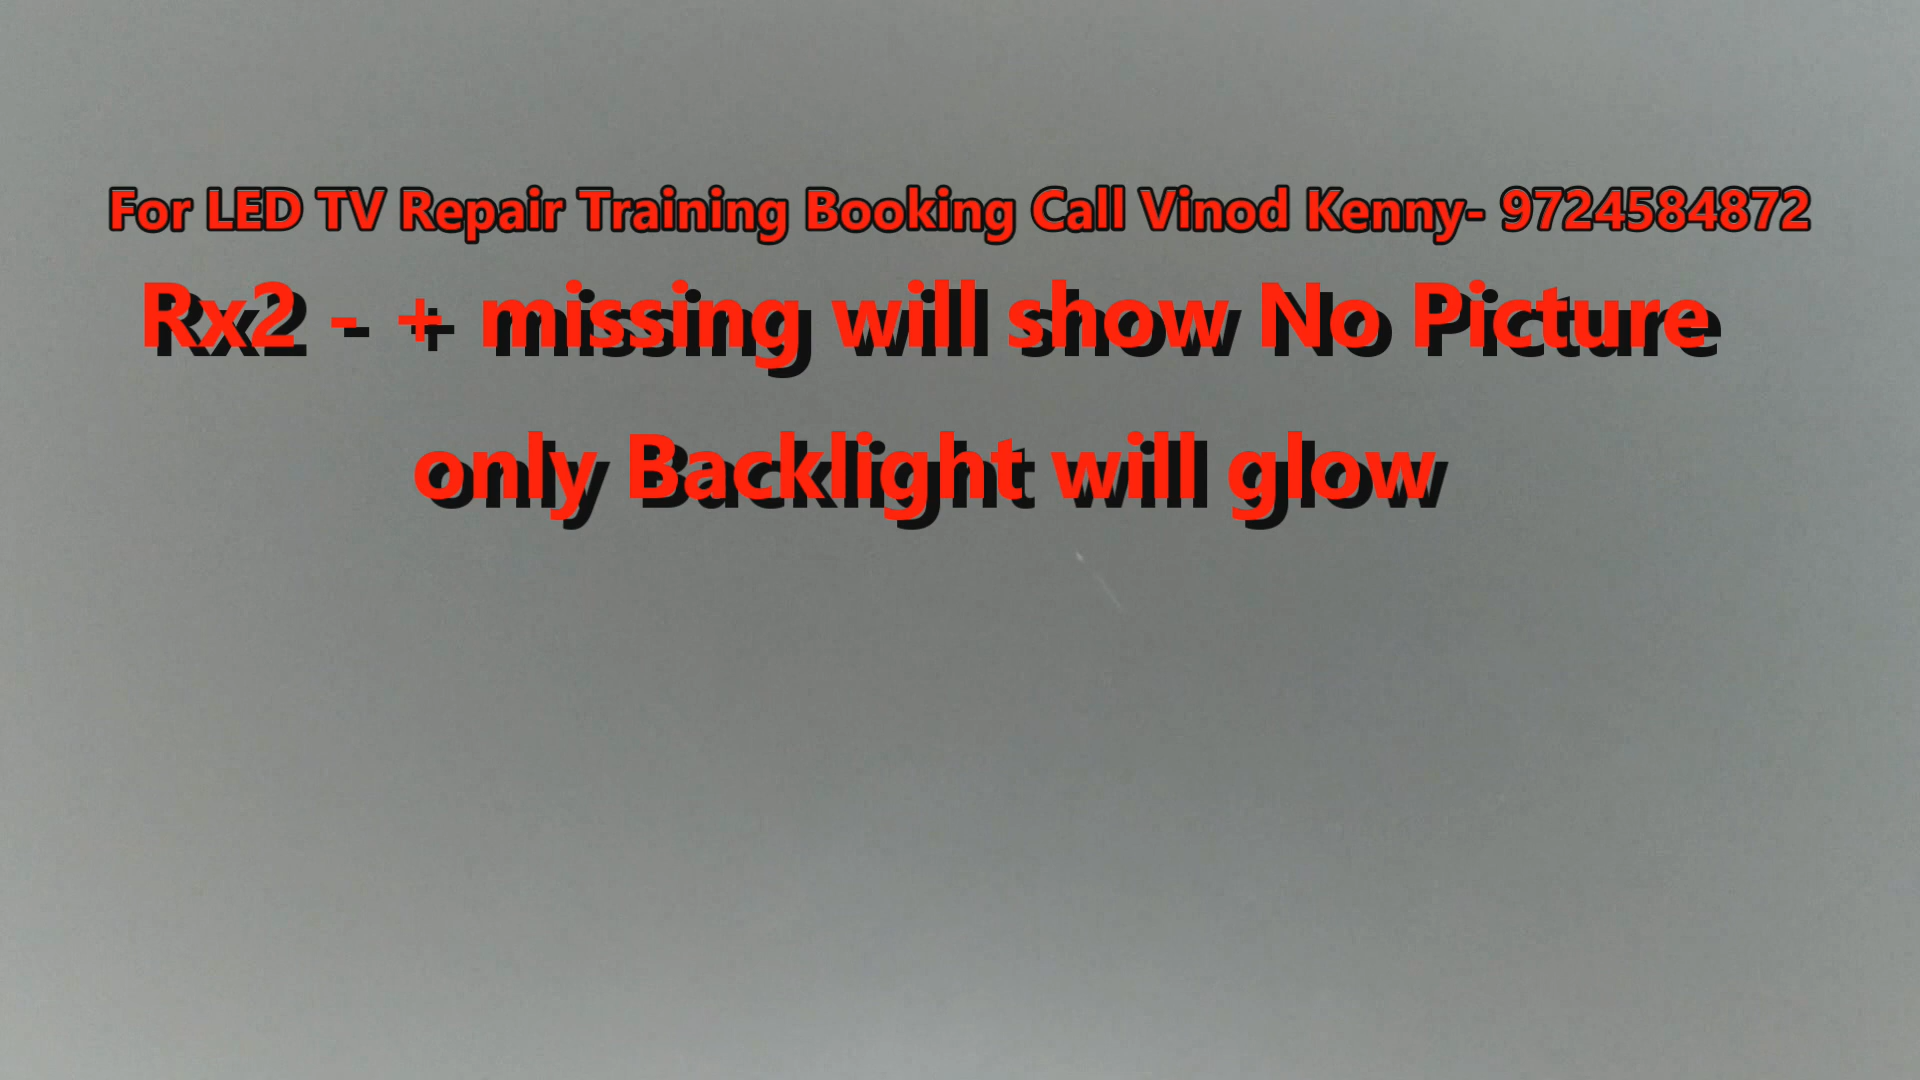 For LED TV Repair Training Booking Call Vinod Kenny- 9724584872
Rx2 - + missing will show No Picture
only Backlight will glow